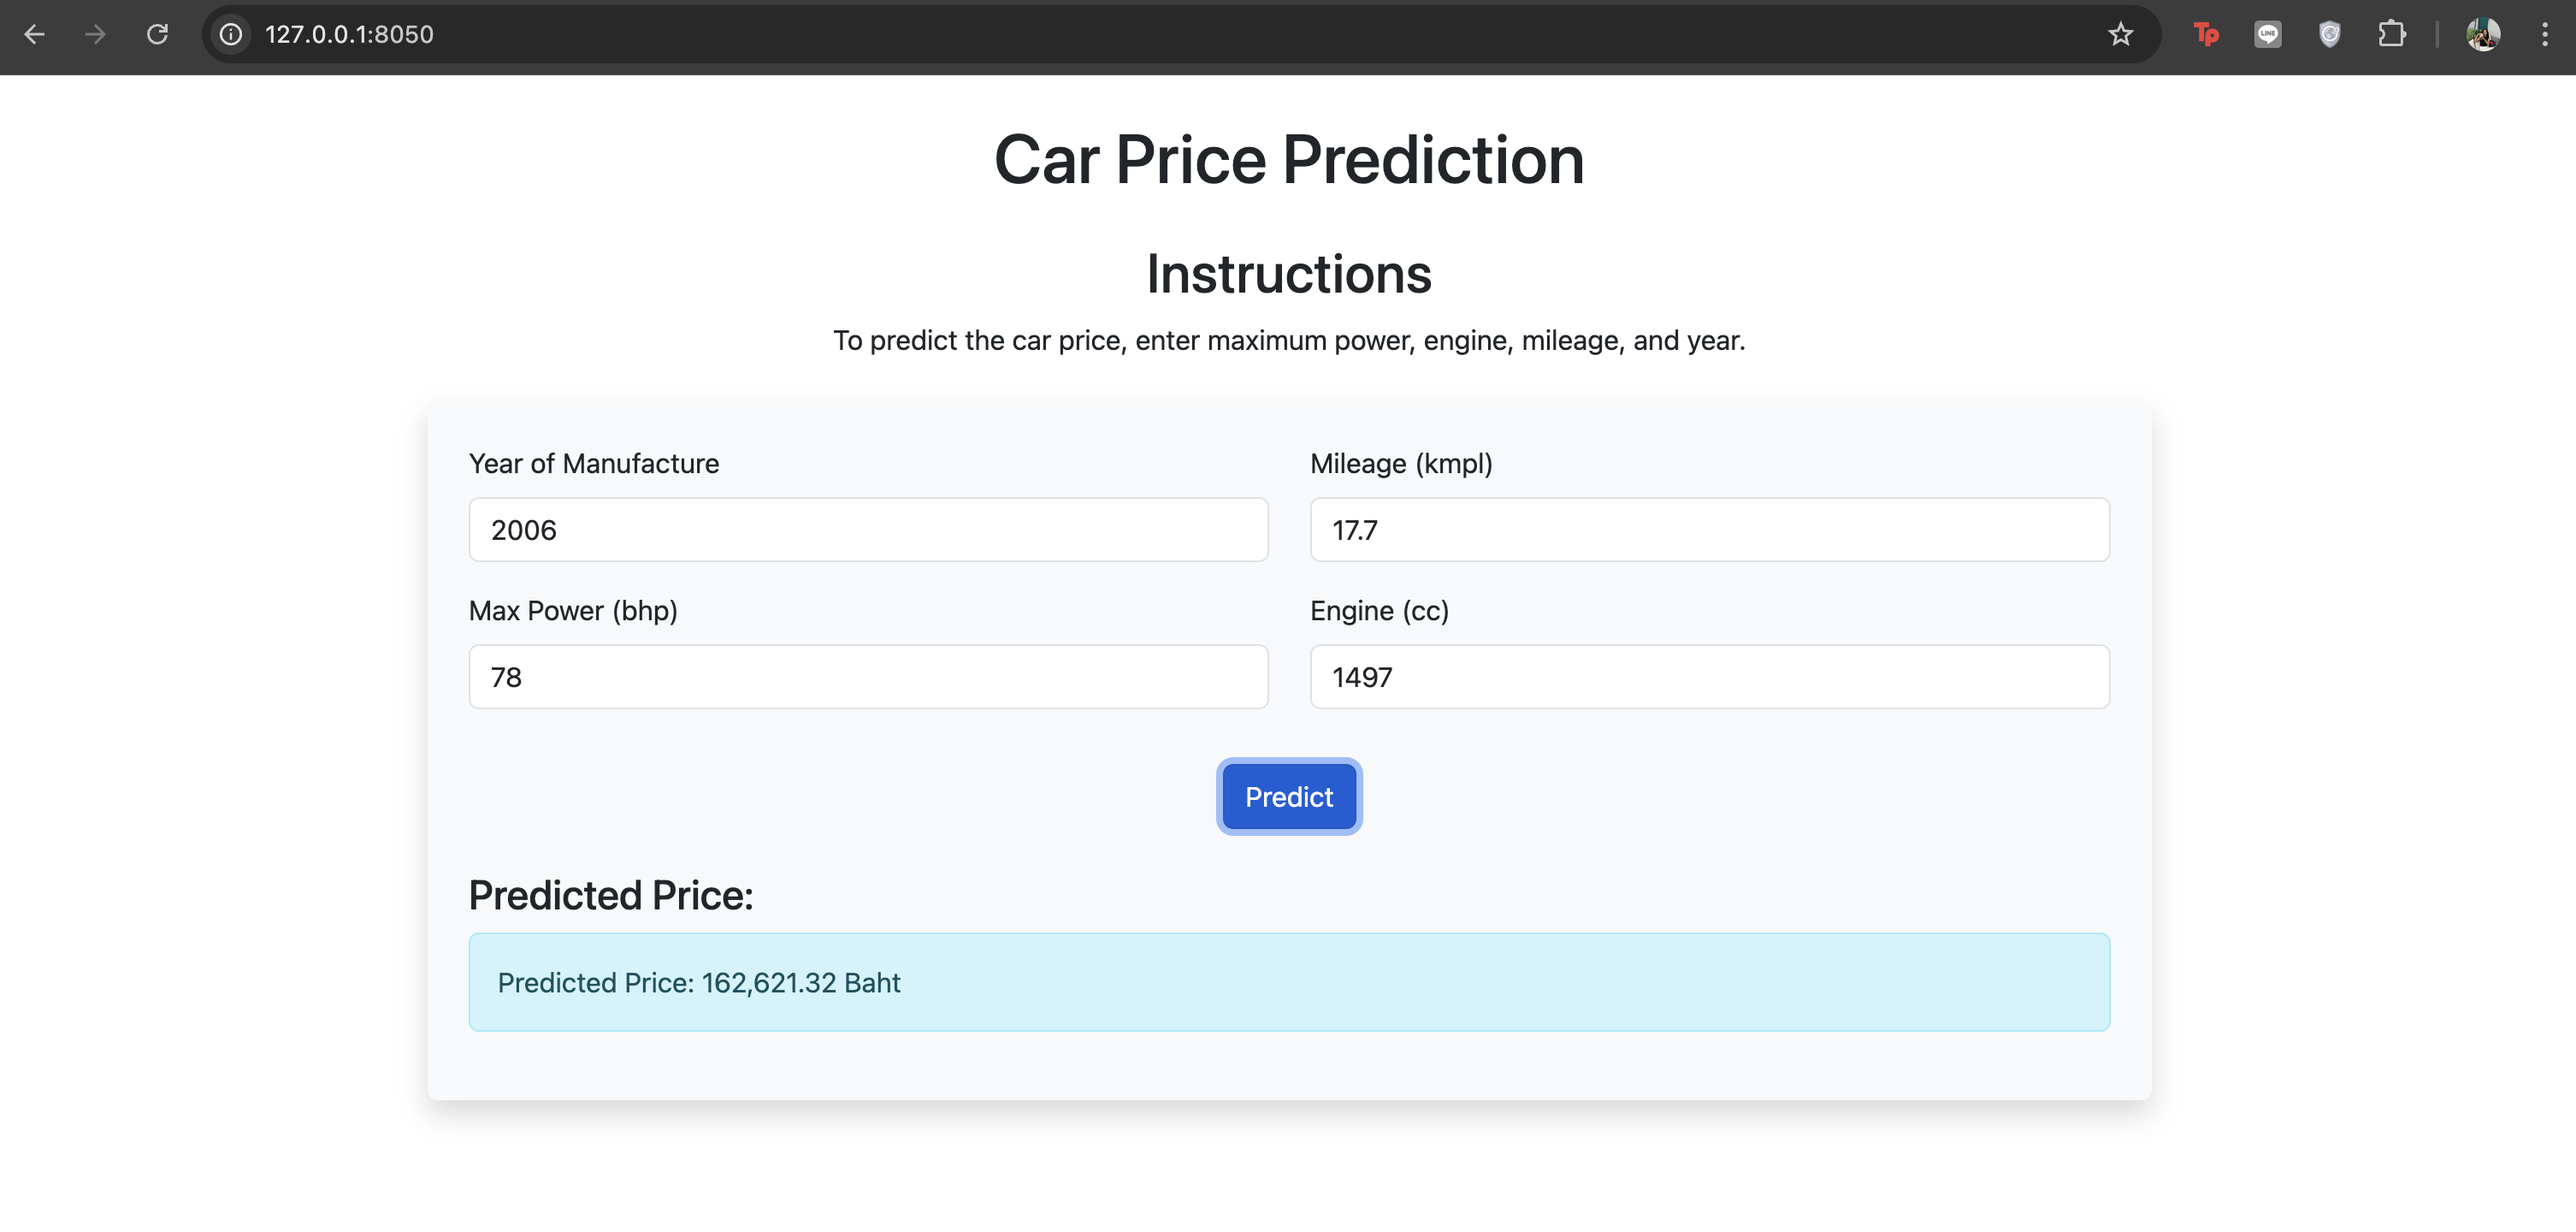 127.0.0.1:8050
Tp
LINE
Car Price Prediction
Instructions
To predict the car price, enter maximum power, engine, mileage, and year.
Year of Manufacture
Mileage (kmpl)
2006
17.7
Max Power (bhp)
Engine (cc)
78
1497
Predict
Predicted Price:
Predicted Price: 162,621.32 Baht